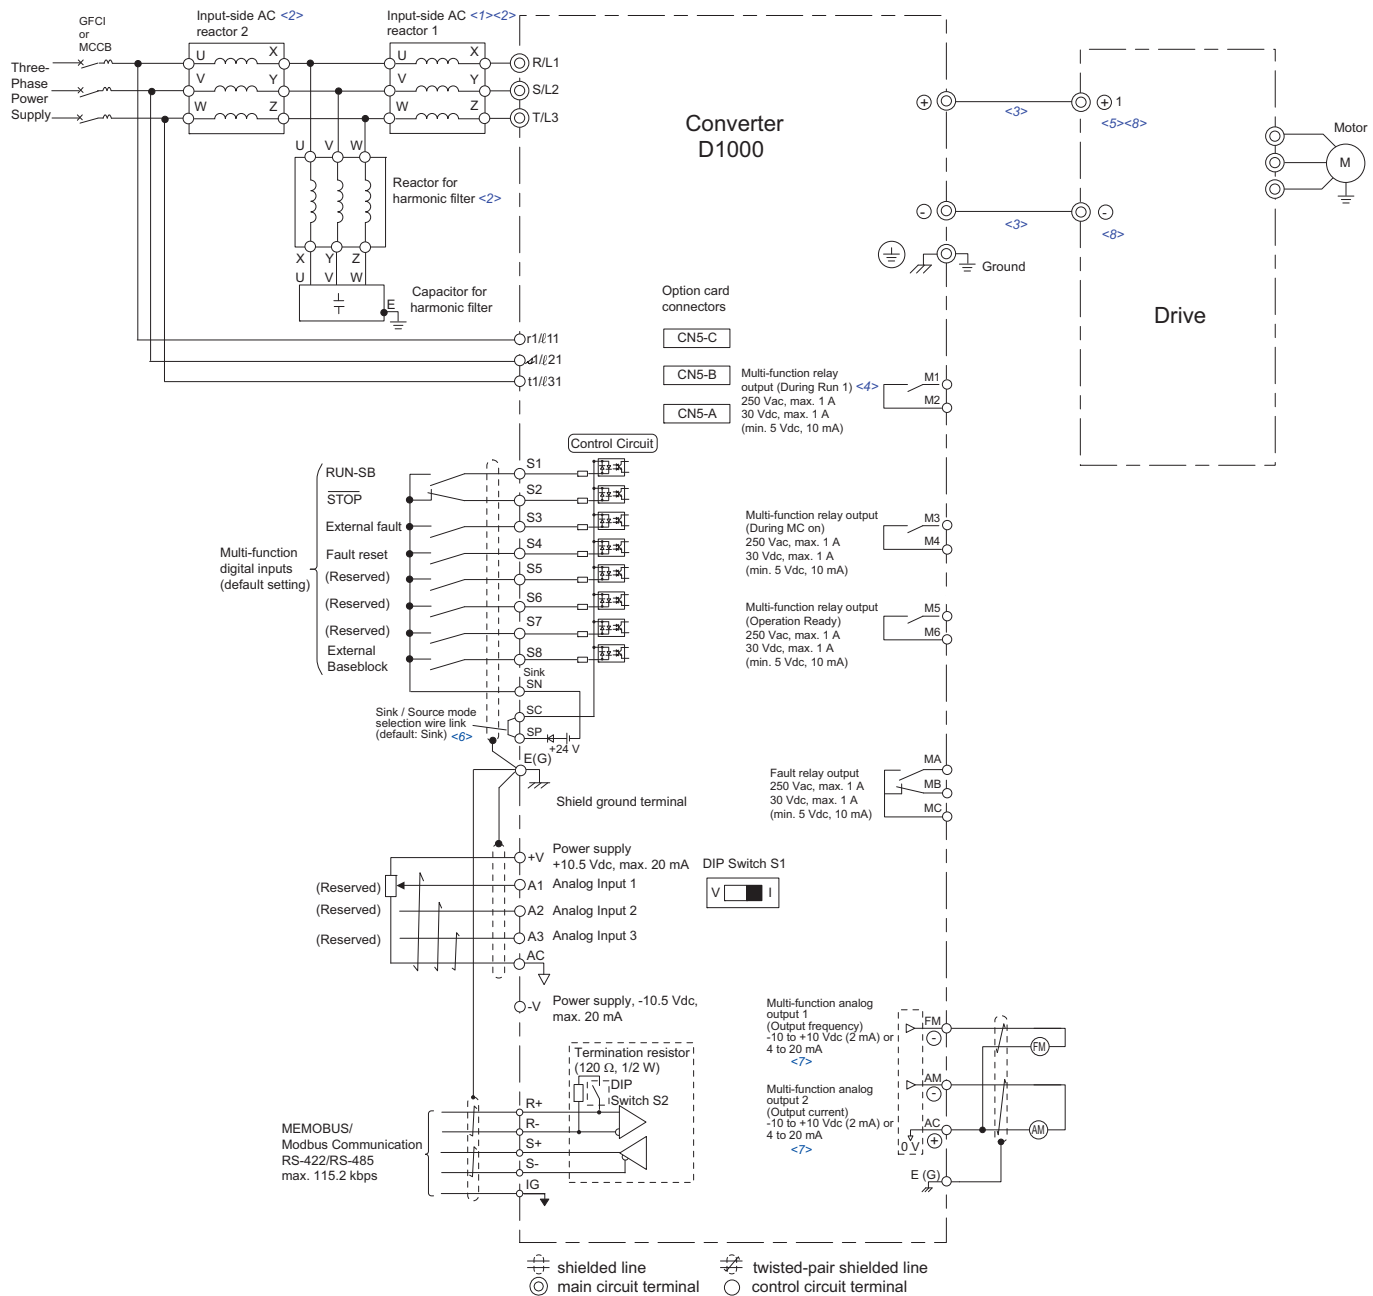 GFCI
or
MCCB
Input-side AC <2>
reactor 2
Input-side AC <1><2>
reactor 1
Three-
Phase
Power
Supply
U X
V Y
W Z
U X
V Y
W Z
R/L1
S/L2
T/L3
Converter
D1000
+
<3>
+ 1
<5><8>
Motor
M
-
<3>
-
<8>
Ground
Drive
U V W
Reactor for
harmonic filter <2>
X Y Z
U V W
E
Capacitor for
harmonic filter
r1/ℓ11
1/ℓ21
t1/ℓ31
Option card
connectors
CN5-C
CN5-B
CN5-A
Multi-function relay
output (During Run 1) <4>
250 Vac, max. 1 A
30 Vdc, max. 1 A
(min. 5 Vdc, 10 mA)
M1
M2
Control Circuit
Multi-function
digital inputs
(default setting)
RUN-SB
STOP
External fault
Fault reset
(Reserved)
(Reserved)
(Reserved)
External
Baseblock
S1
S2
S3
S4
S5
S6
S7
S8
Sink
SN
SC
SP
+24 V
E(G)
Sink / Source mode
selection wire link
(default: Sink) <6>
Shield ground terminal
Multi-function relay output
(During MC on)
250 Vac, max. 1 A
30 Vdc, max. 1 A
(min. 5 Vdc, 10 mA)
M3
M4
Multi-function relay output
(Operation Ready)
250 Vac, max. 1 A
30 Vdc, max. 1 A
(min. 5 Vdc, 10 mA)
M5
M6
Fault relay output
250 Vac, max. 1 A
30 Vdc, max. 1 A
(min. 5 Vdc, 10 mA)
MA
MB
MC
+V
Power supply
+10.5 Vdc, max. 20 mA
(Reserved)
A1 Analog Input 1
(Reserved)
A2 Analog Input 2
(Reserved)
A3 Analog Input 3
AC
-V
Power supply, -10.5 Vdc,
max. 20 mA
DIP Switch S1
V I
Multi-function analog
output 1
(Output frequency)
-10 to +10 Vdc (2 mA) or
4 to 20 mA
<7>
FM
-
FM
Multi-function analog
output 2
(Output current)
-10 to +10 Vdc (2 mA) or
4 to 20 mA
<7>
AM
-
AC
+
0 V
AM
E (G)
Termination resistor
(120 Ω, 1/2 W)
DIP
Switch S2
MEMOBUS/
Modbus Communication
RS-422/RS-485
max. 115.2 kbps
R+
R-
S+
S-
IG
shielded line
twisted-pair shielded line
main circuit terminal
control circuit terminal